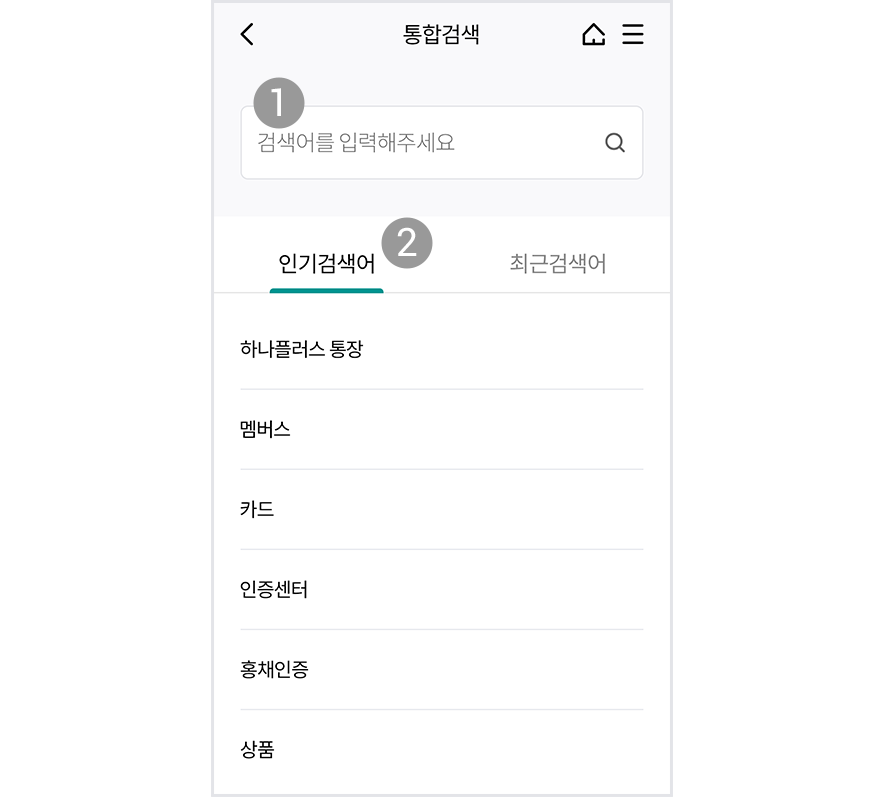 통합검색
1
검색어를 입력해주세요
2
인기검색어 최근검색어
하나플러스 통장
멤버스
카드
인증센터
홍채인증
상품